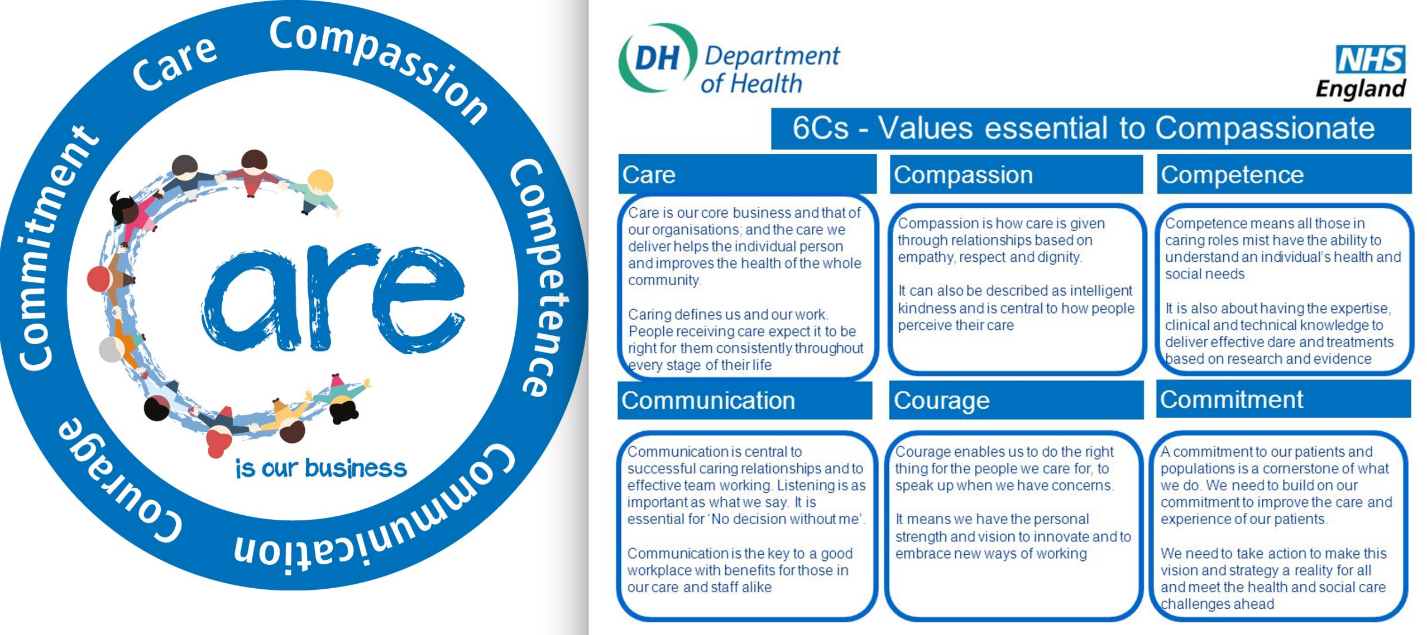 Care
Compassion
Competence
Communication
Courage
Commitment
Care
is our business
DH Department
of Health
NHS
England
6Cs - Values essential to Compassionate
Care
Care is our core business and that of
our organisations; and the care we
deliver helps the individual person
and improves the health of the whole
community.
Caring defines us and our work.
People receiving care expect it to be
right for them consistently throughout
every stage of their life
Compassion
Compassion is how care is given
through relationships based on
empathy, respect and dignity.
It can also be described as intelligent
kindness and is central to how people
perceive their care
Competence
Competence means all those in
caring roles mist have the ability to
understand an individual's health and
social needs
It is also about having the expertise,
clinical and technical knowledge to
deliver effective dare and treatments
based on research and evidence
Communication
Communication is central to
successful caring relationships and to
effective team working. Listening is as
important as what we say. It is
essential for 'No decision without me'.
Communication is the key to a good
workplace with benefits for those in
our care and staff alike
Courage
Courage enables us to do the right
thing for the people we care for, to
speak up when we have concerns.
It means we have the personal
strength and vision to innovate and to
embrace new ways of working
Commitment
A commitment to our patients and
populations is a cornerstone of what
we do. We need to build on our
commitment to improve the care and
experience of our patients.
We need to take action to make this
vision and strategy a reality for all
and meet the health and social care
challenges ahead